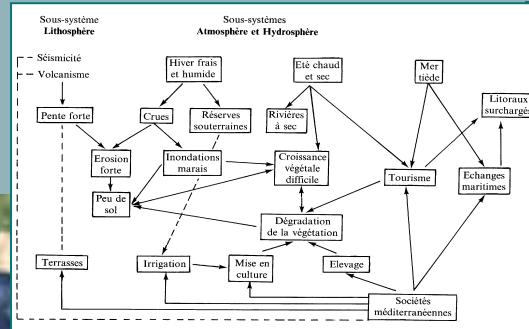 Sous-système
Lithosphère
Sous-systèmes
Atmosphère et Hydrosphère
Séismicité
Volcanisme
Hiver frais
et humide
Eté chaud
et sec
Mer
tiède
Litoraux
surchargés
Pente forte
Crues
Réserves
souterraines
Rivières
à sec
Erosion
forte
Inondations
marais
Croissance
végétale
difficile
Tourisme
Echanges
maritimes
Peu de
sol
Dégradation
de la végétation
Terrasses
Irrigation
Mise en
culture
Elevage
Sociétés
méditerranéennes